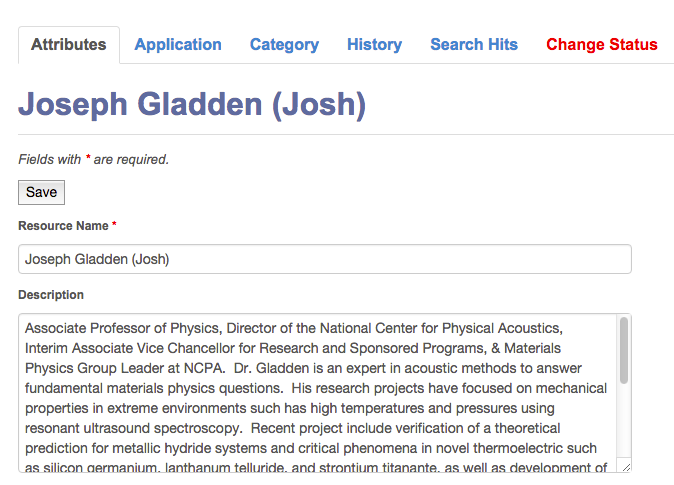 Attributes Application Category History Search Hits Change Status
Joseph Gladden (Josh)
Fields with * are required.
Save
Resource Name *
Joseph Gladden (Josh)
Description
Associate Professor of Physics, Director of the National Center for Physical Acoustics,
Interim Associate Vice Chancellor for Research and Sponsored Programs, & Materials
Physics Group Leader at NCPA.  Dr. Gladden is an expert in acoustic methods to answer
fundamental materials physics questions.  His research projects have focused on mechanical
properties in extreme environments such has high temperatures and pressures using
resonant ultrasound spectroscopy.  Recent project include verification of a theoretical
prediction for metallic hydride systems and critical phenomena in novel thermoelectric such
as silicon germanium, lanthanum telluride, and strontium titanante, as well as development of